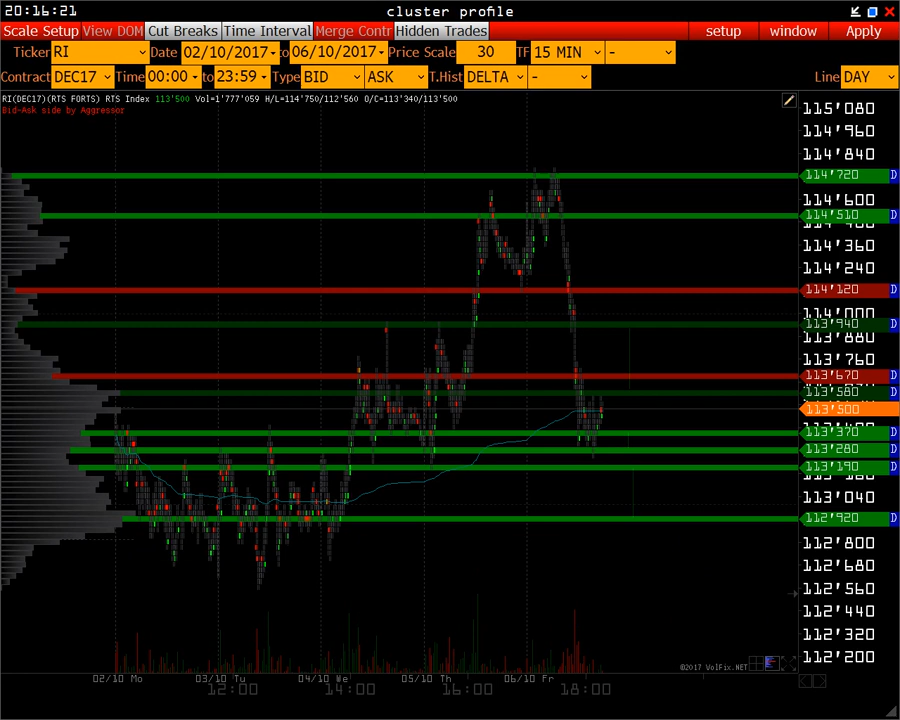 20:16:21 cluster profile
Scale Setup View DOM Cut Breaks Time Interval Merge Contr Hidden Trades setup window Apply
Ticker RI Date 02/10/2017 to 06/10/2017 Price Scale 30 TF 15 MIN -
Contract DEC17 Time 00:00 to 23:59 Type BID ASK T.Hist DELTA - Line DAY
RI(DEC17)(RTS FORTS) RTS Index 113'500 Vol=1'777'059 H/L=114'750/112'560 O/C=113'340/113'500
Bid-Ask side by Aggressor
115'080
114'960
114'840
114'720 D
114'600
114'510 D
114'360
114'240
114'120 D
114'000
113'940 D
113'880
113'760
113'670 D
113'580 D
113'500
113'370 D
113'280 D
113'190 D
113'040
112'920 D
112'800
112'680
112'560
112'440
112'320
112'200
©2017 VolFix.NET
02/10 Mo 03/10 Tu 04/10 We 05/10 Th 06/10 Fr
12:00 14:00 16:00 18:00